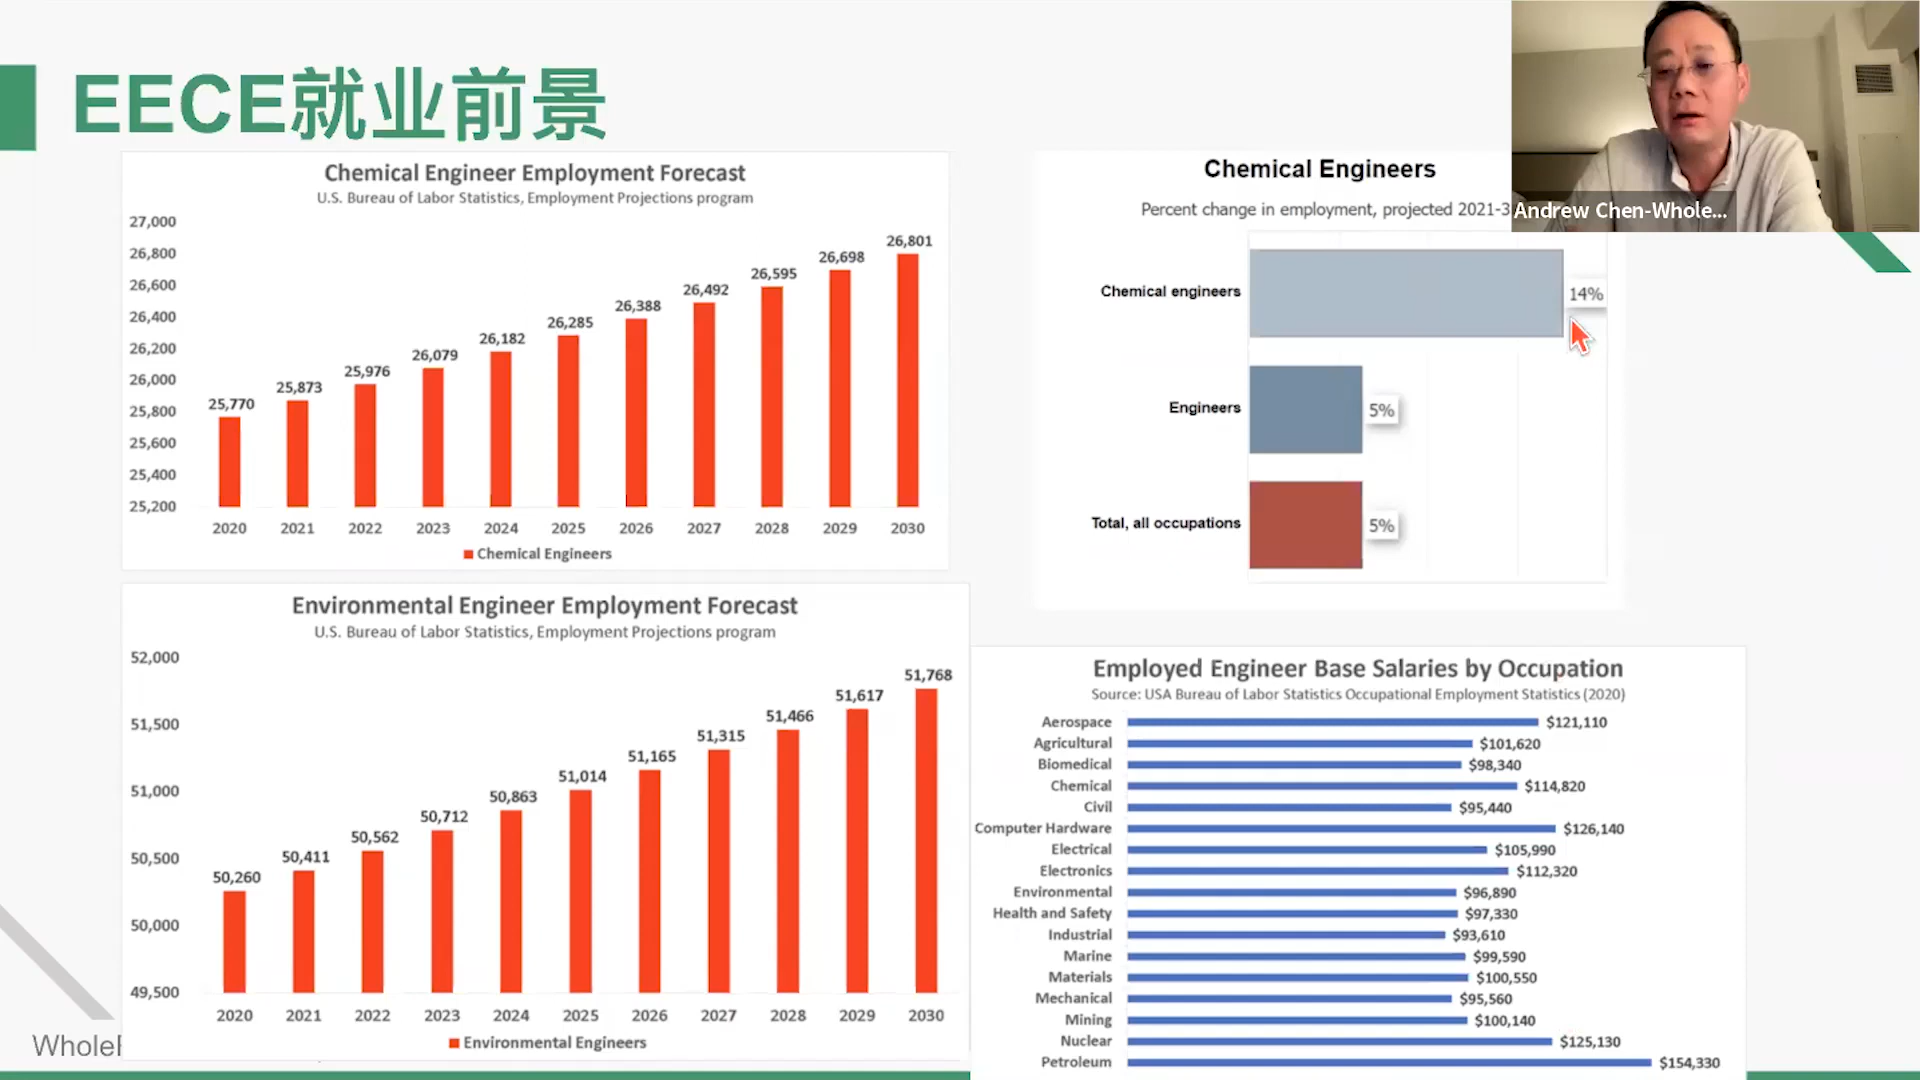 EECE就业前景
Chemical Engineer Employment Forecast
U.S. Bureau of Labor Statistics, Employment Projections program
27,000
26,800
26,600
26,400
26,200
26,000
25,800
25,600
25,400
25,200
25,770
25,873
25,976
26,079
26,182
26,285
26,388
26,492
26,595
26,698
26,801
2020 2021 2022 2023 2024 2025 2026 2027 2028 2029 2030
Chemical Engineers
Chemical Engineers
Percent change in employment, projected 2021-3
Andrew Chen-Whole...
Chemical engineers 14%
Engineers 5%
Total, all occupations 5%
Environmental Engineer Employment Forecast
U.S. Bureau of Labor Statistics, Employment Projections program
52,000
51,500
51,000
50,500
50,000
49,500
50,260
50,411
50,562
50,712
50,863
51,014
51,165
51,315
51,466
51,617
51,768
2020 2021 2022 2023 2024 2025 2026 2027 2028 2029 2030
Environmental Engineers
Employed Engineer Base Salaries by Occupation
Source: USA Bureau of Labor Statistics Occupational Employment Statistics (2020)
Aerospace $121,110
Agricultural $101,620
Biomedical $98,340
Chemical $114,820
Civil $95,440
Computer Hardware $126,140
Electrical $105,990
Electronics $112,320
Environmental $96,890
Health and Safety $97,330
Industrial $93,610
Marine $99,590
Materials $100,550
Mechanical $95,560
Mining $100,140
Nuclear $125,130
Petroleum $154,330